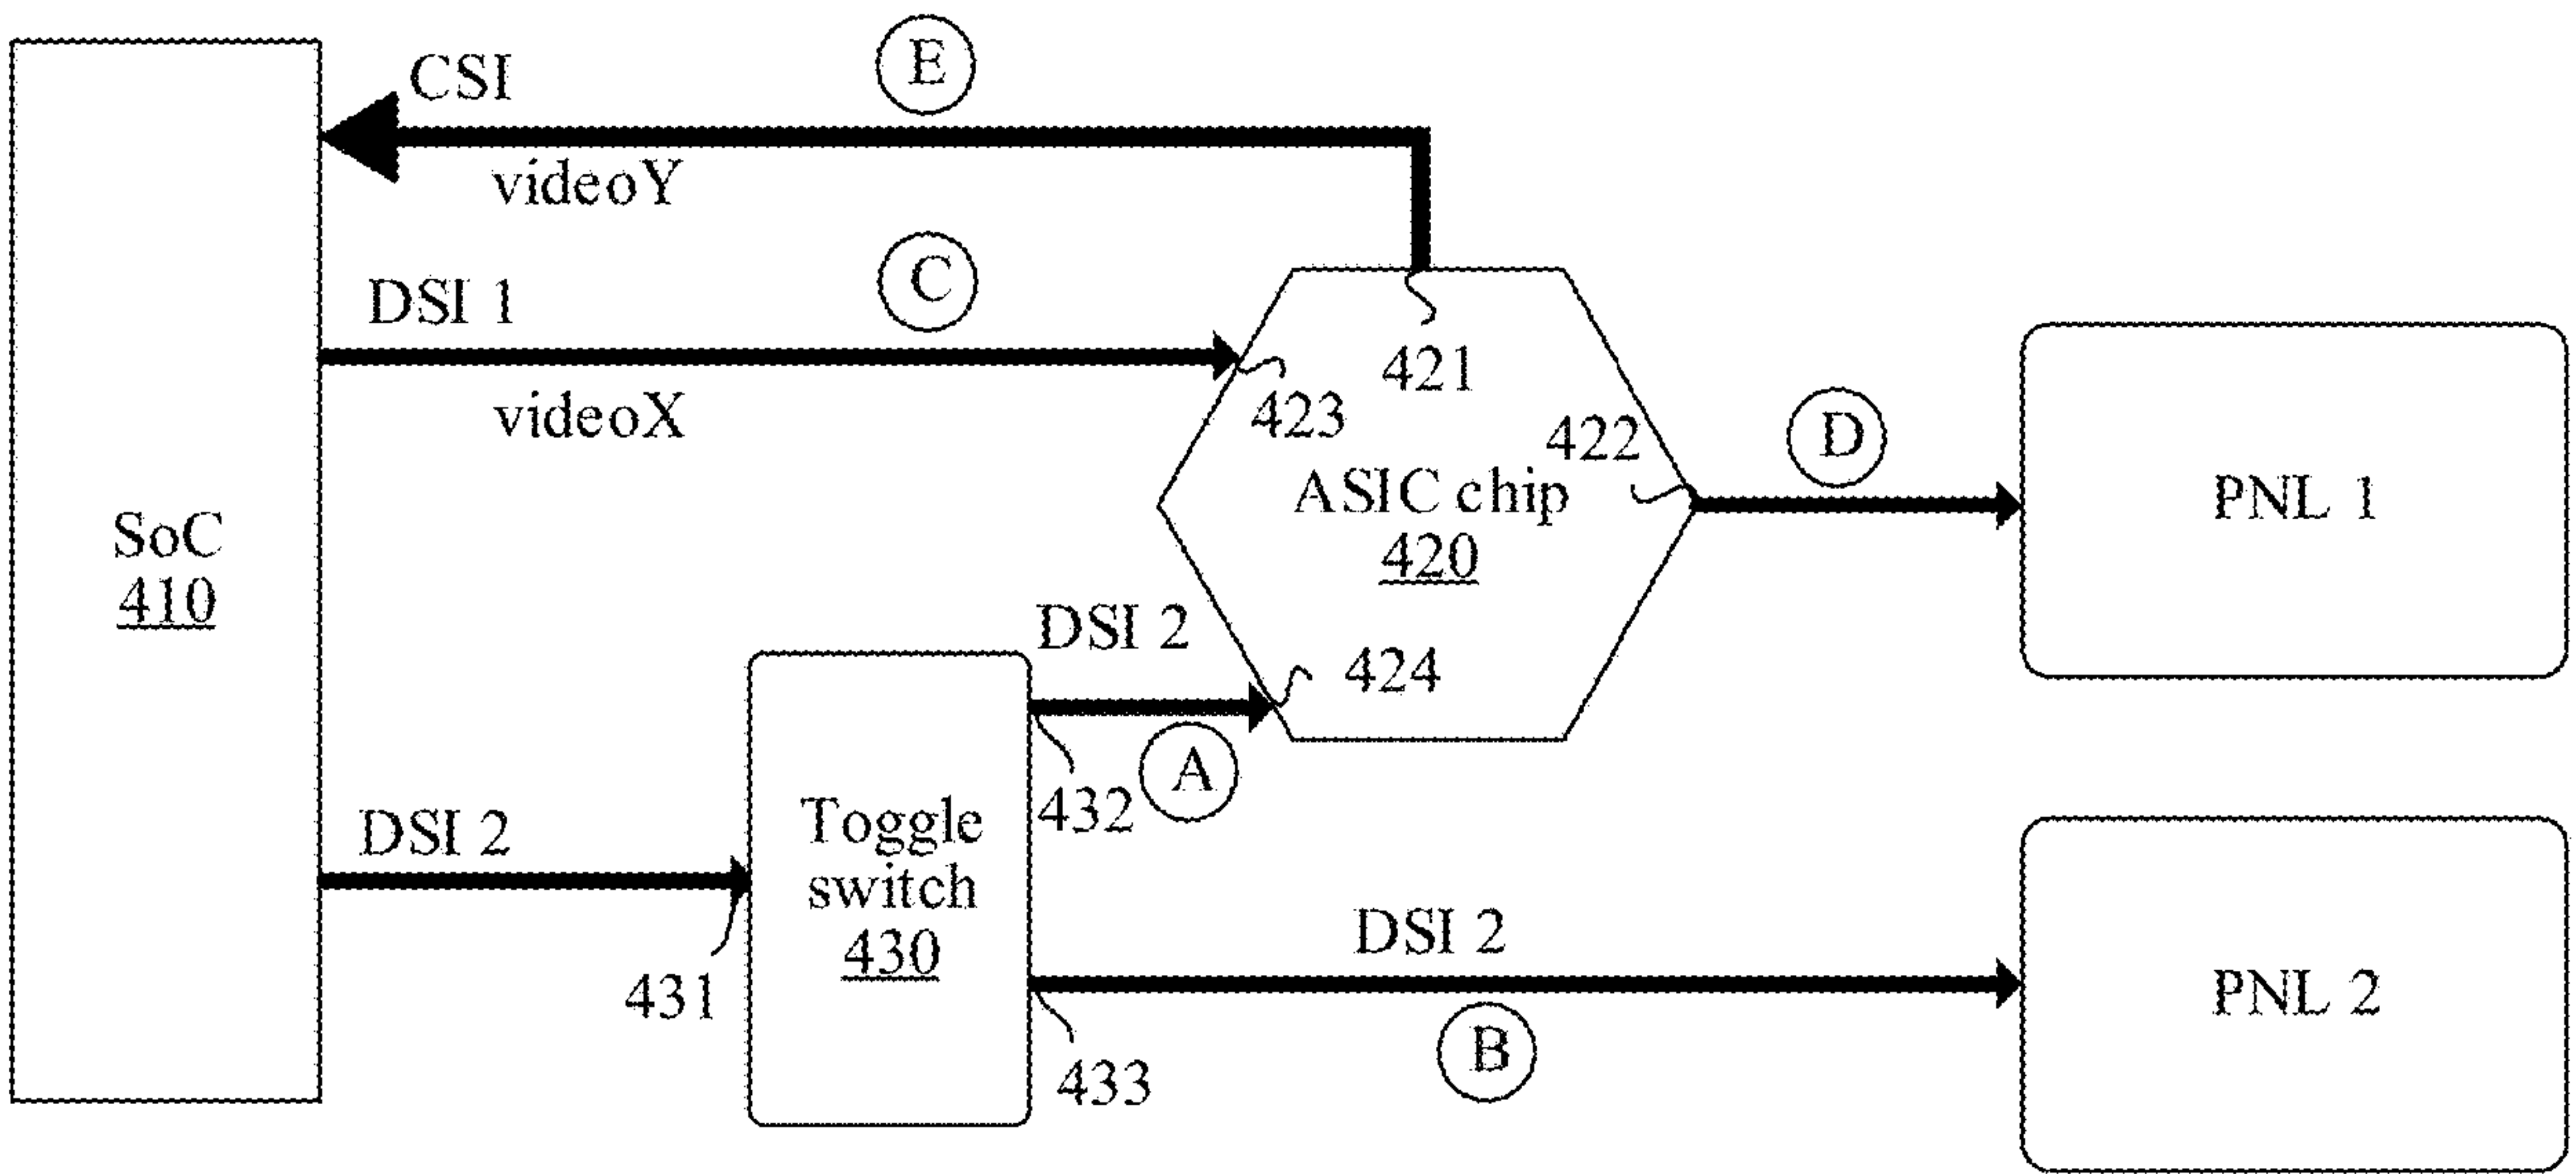 E
CSI
videoY
C
DSI 1
videoX
421
423
422
D
ASIC chip
420
PNL 1
SoC
410
DSI 2
424
A
432
DSI 2
Toggle
switch
430
431
DSI 2
433
B
PNL 2